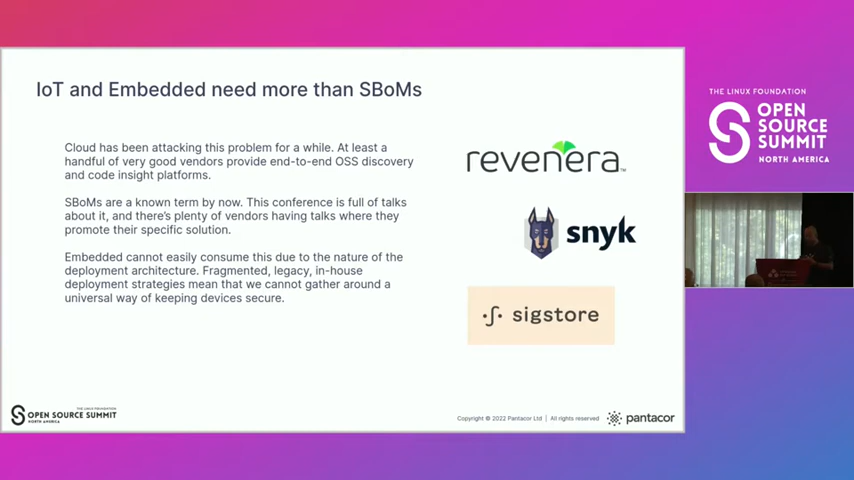 IoT and Embedded need more than SBoMs
Cloud has been attacking this problem for a while. At least a
handful of very good vendors provide end-to-end OSS discovery
and code insight platforms.
SBoMs are a known term by now. This conference is full of talks
about it, and there's plenty of vendors having talks where they
promote their specific solution.
Embedded cannot easily consume this due to the nature of the
deployment architecture. Fragmented, legacy, in-house
deployment strategies mean that we cannot gather around a
universal way of keeping devices secure.
revenera™
snyk
sigstore
THE LINUX FOUNDATION
OPEN SOURCE SUMMIT
NORTH AMERICA
Copyright © 2022 Pantacor Ltd | All rights reserved
pantacor
THE LINUX FOUNDATION
OPEN
SOURCE
SUMMIT
NORTH AMERICA